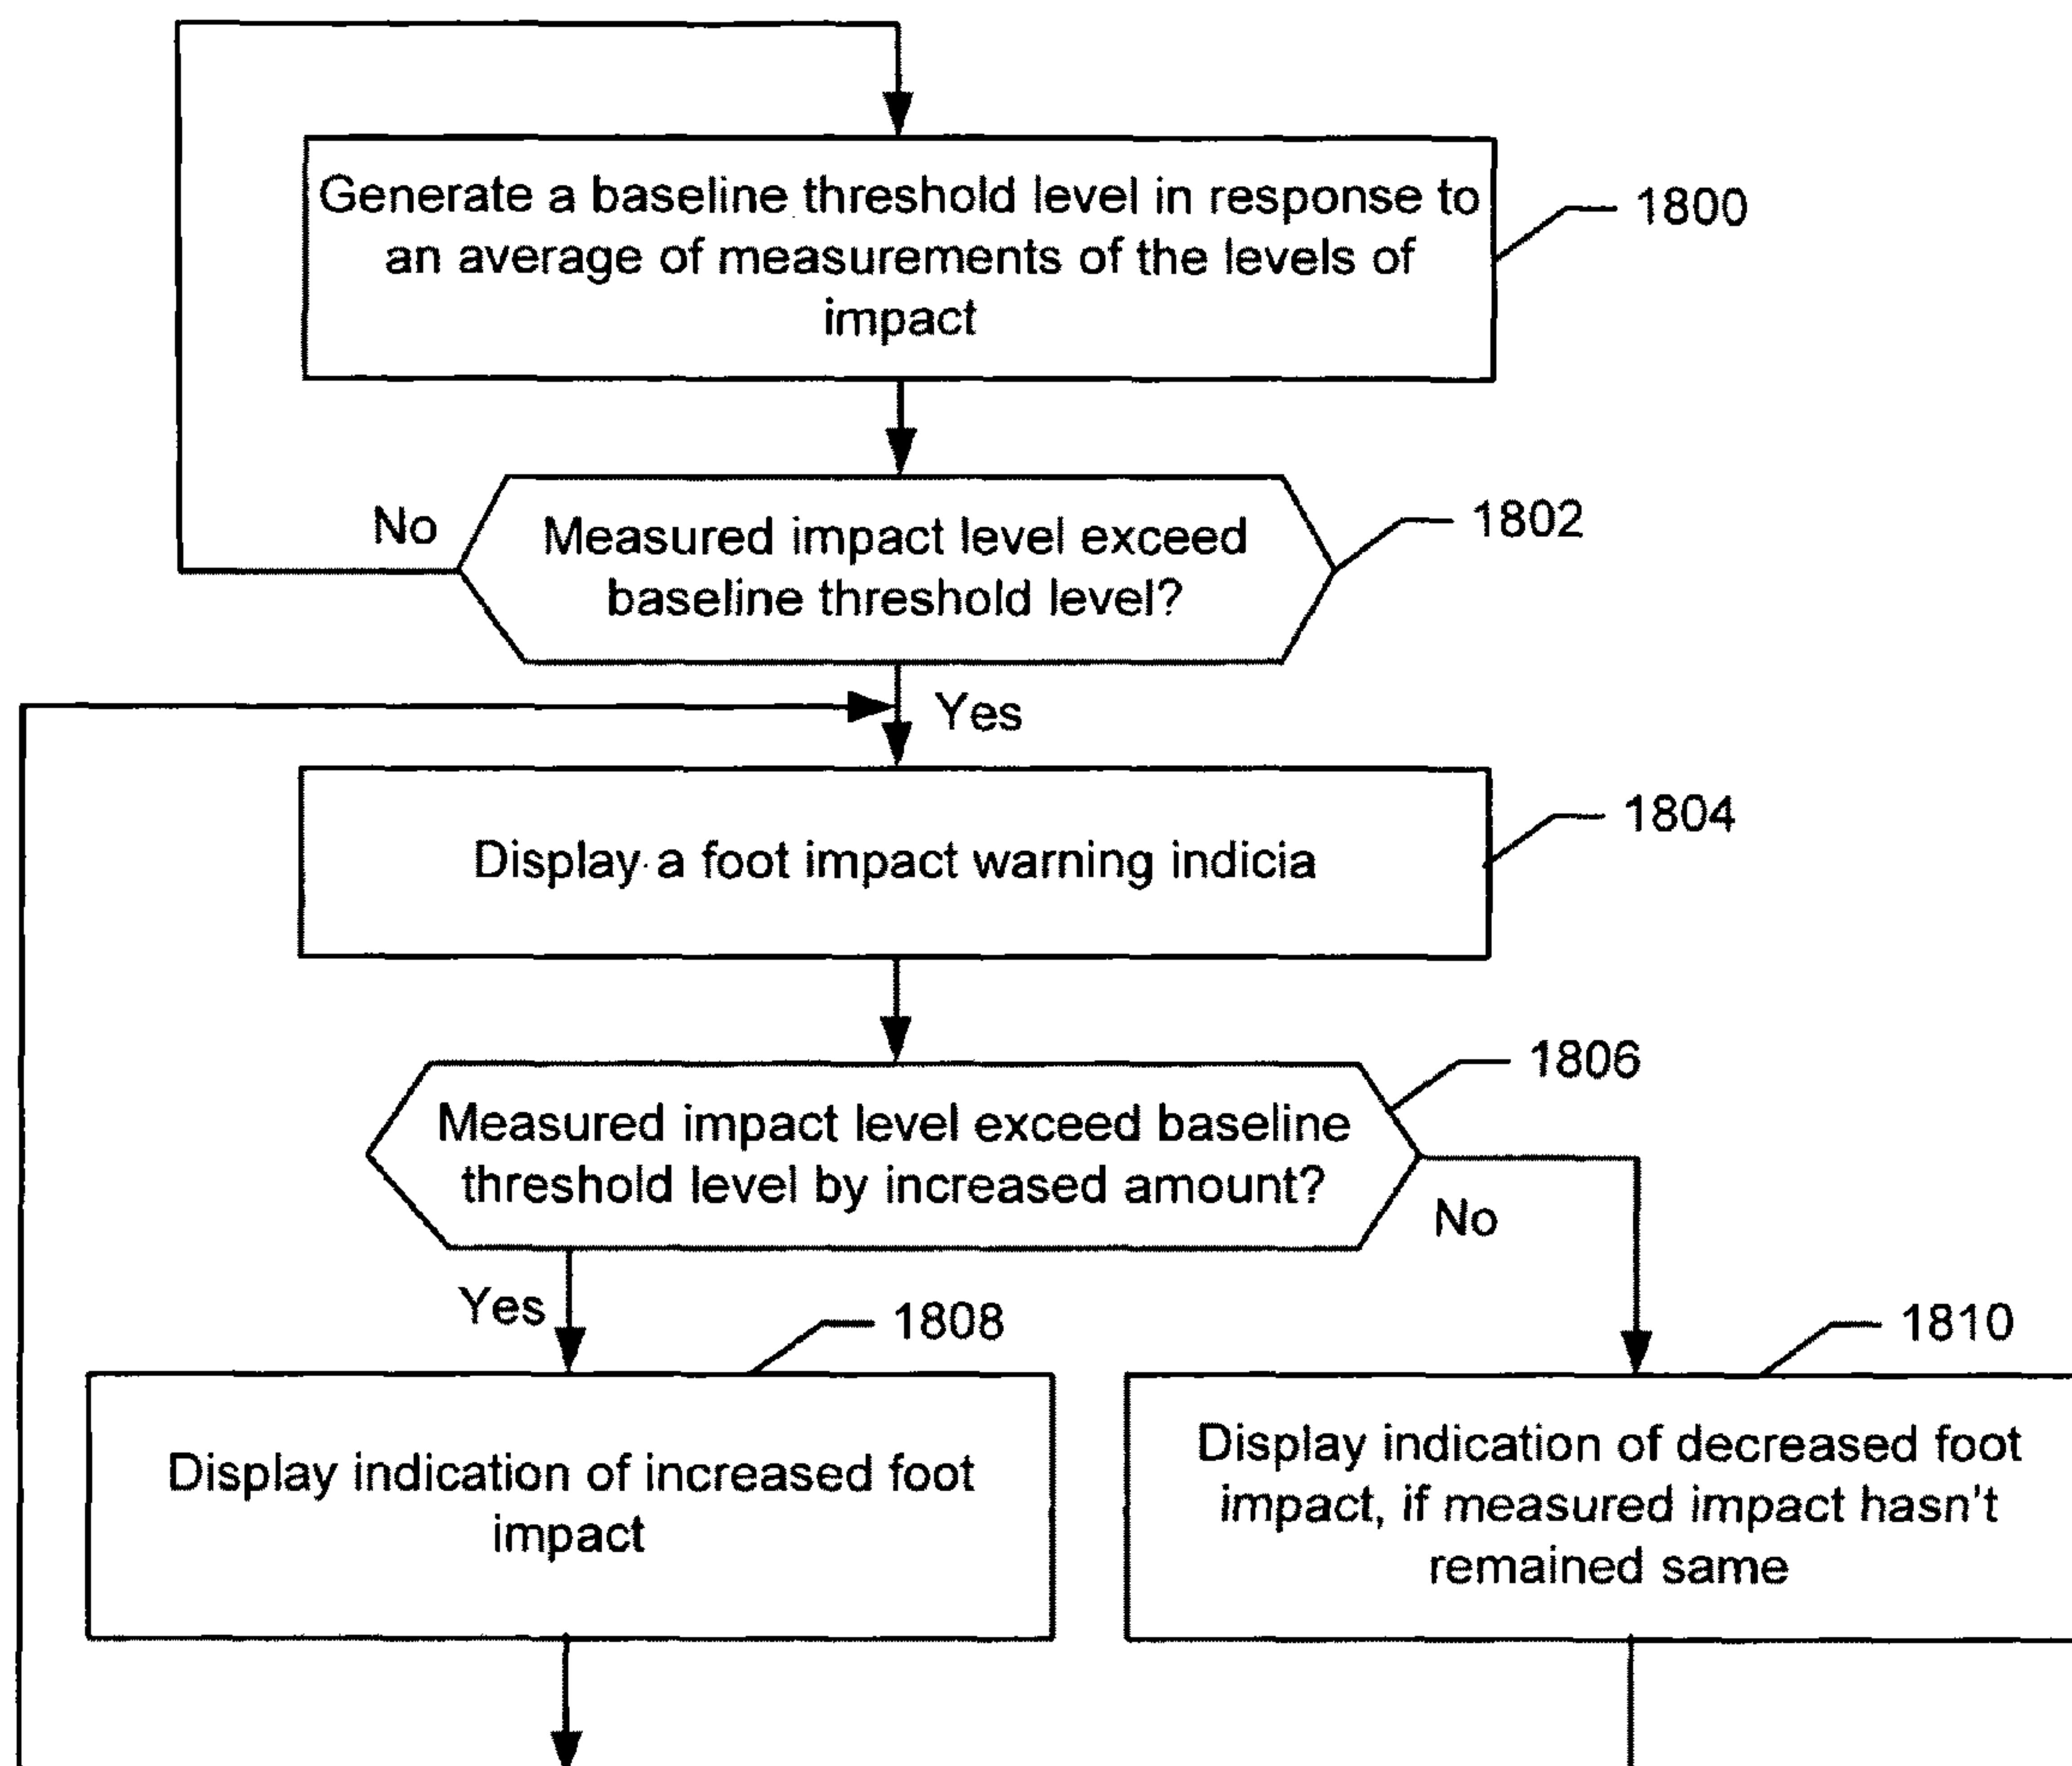 Generate a baseline threshold level in response to
an average of measurements of the levels of
impact
1800
No
Measured impact level exceed
baseline threshold level?
1802
Yes
Display a foot impact warning indicia
1804
Measured impact level exceed baseline
threshold level by increased amount?
1806
No
Yes
1808
1810
Display indication of increased foot
impact
Display indication of decreased foot
impact, if measured impact hasn't
remained same